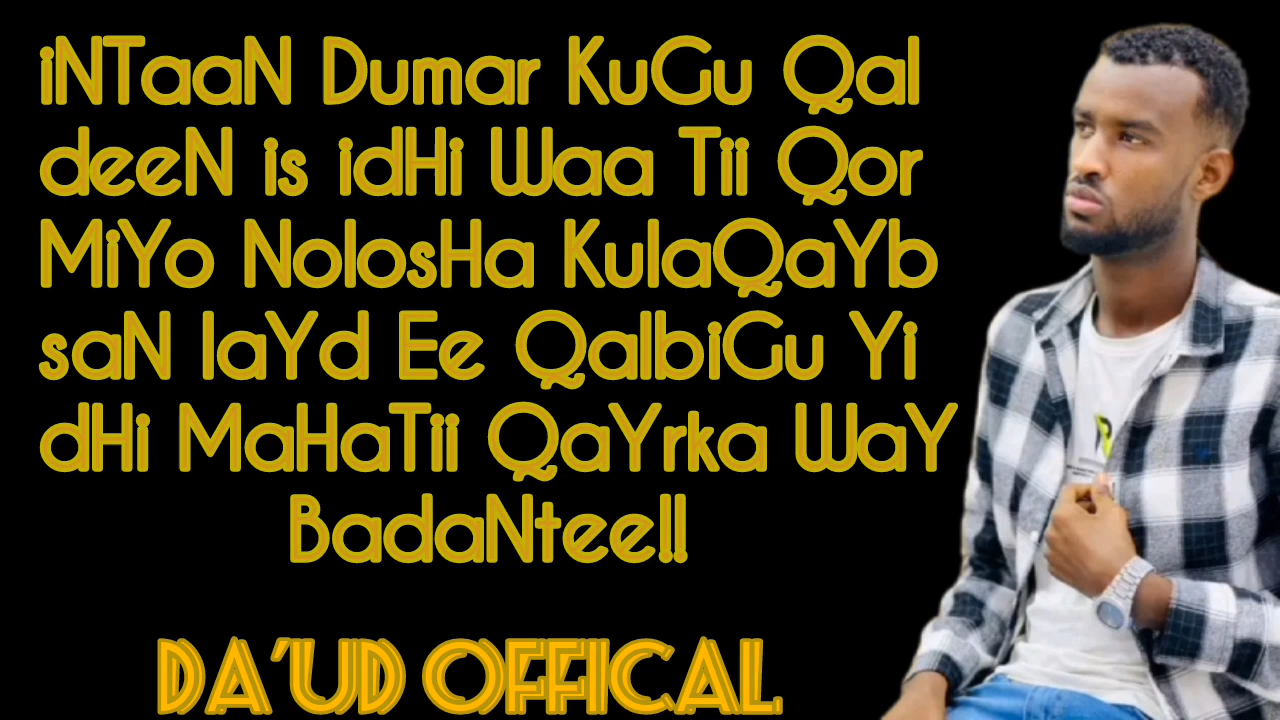 iNTaaN Dumar KuGu Qal
deeN is idHi Waa Tii Qor
MiYo NolosHa KulaQaYb
saN laYd Ee QalbiGu Yi
dHi MaHaTii QaYrka WaY
BadaNtee!!
DA'UD OFFICAL